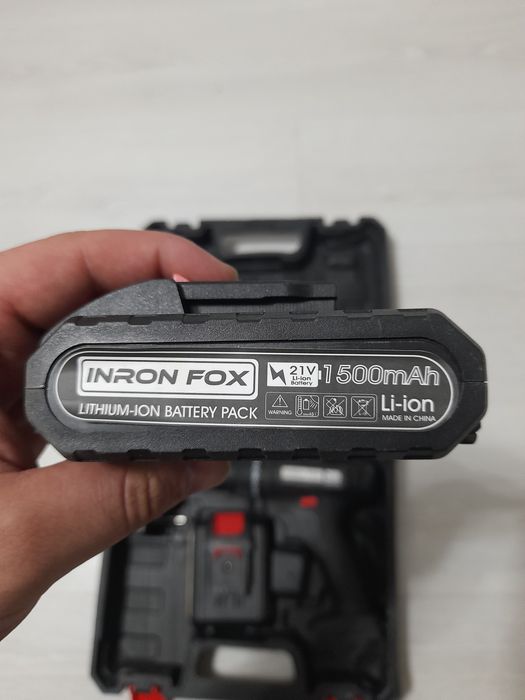 INRON FOX
21V
Li-ion
Battery
1500mAh
LITHIUM-ION BATTERY PACK
WARNING
Li-ion
MADE IN CHINA